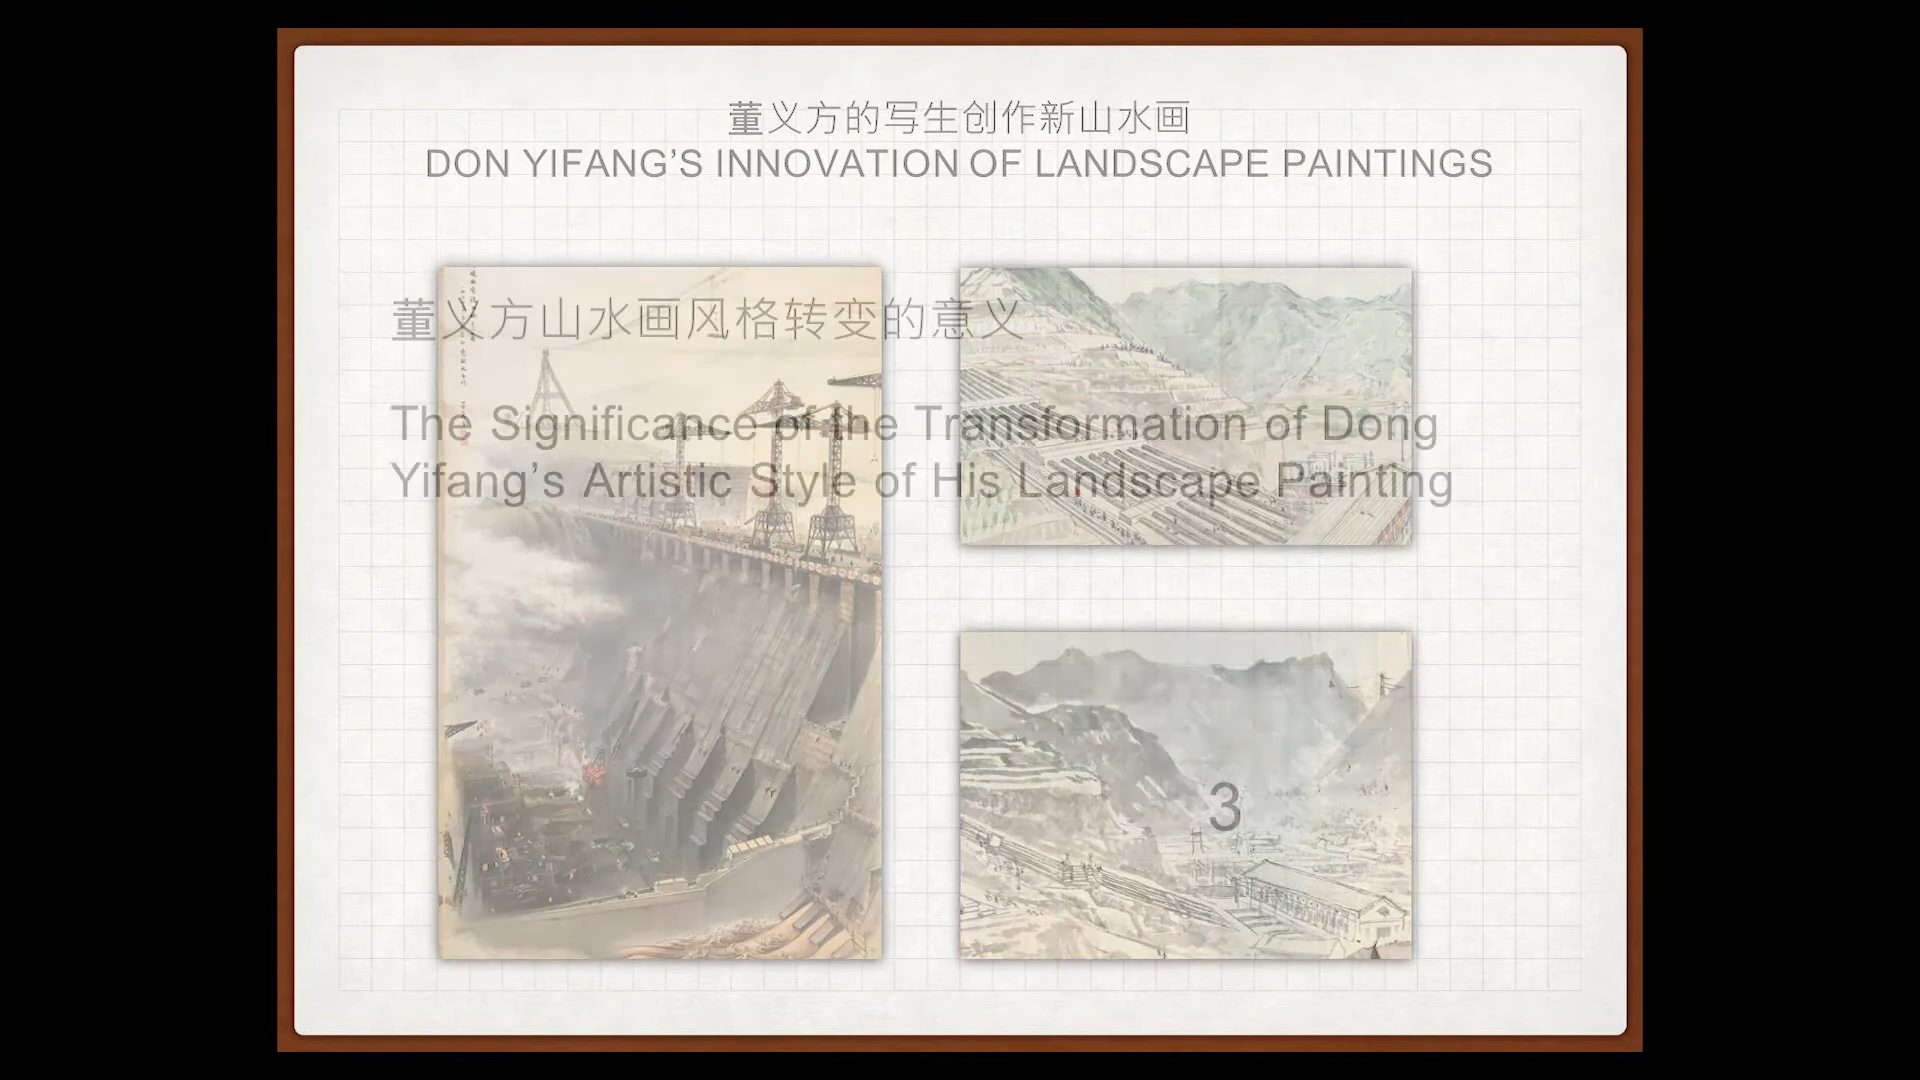 董义方的写生创作新山水画
DON YIFANG’S INNOVATION OF LANDSCAPE PAINTINGS
董义方山水画风格转变的意义
The Significance of the Transformation of Dong
Yifang’s Artistic Style of His Landscape Painting
3